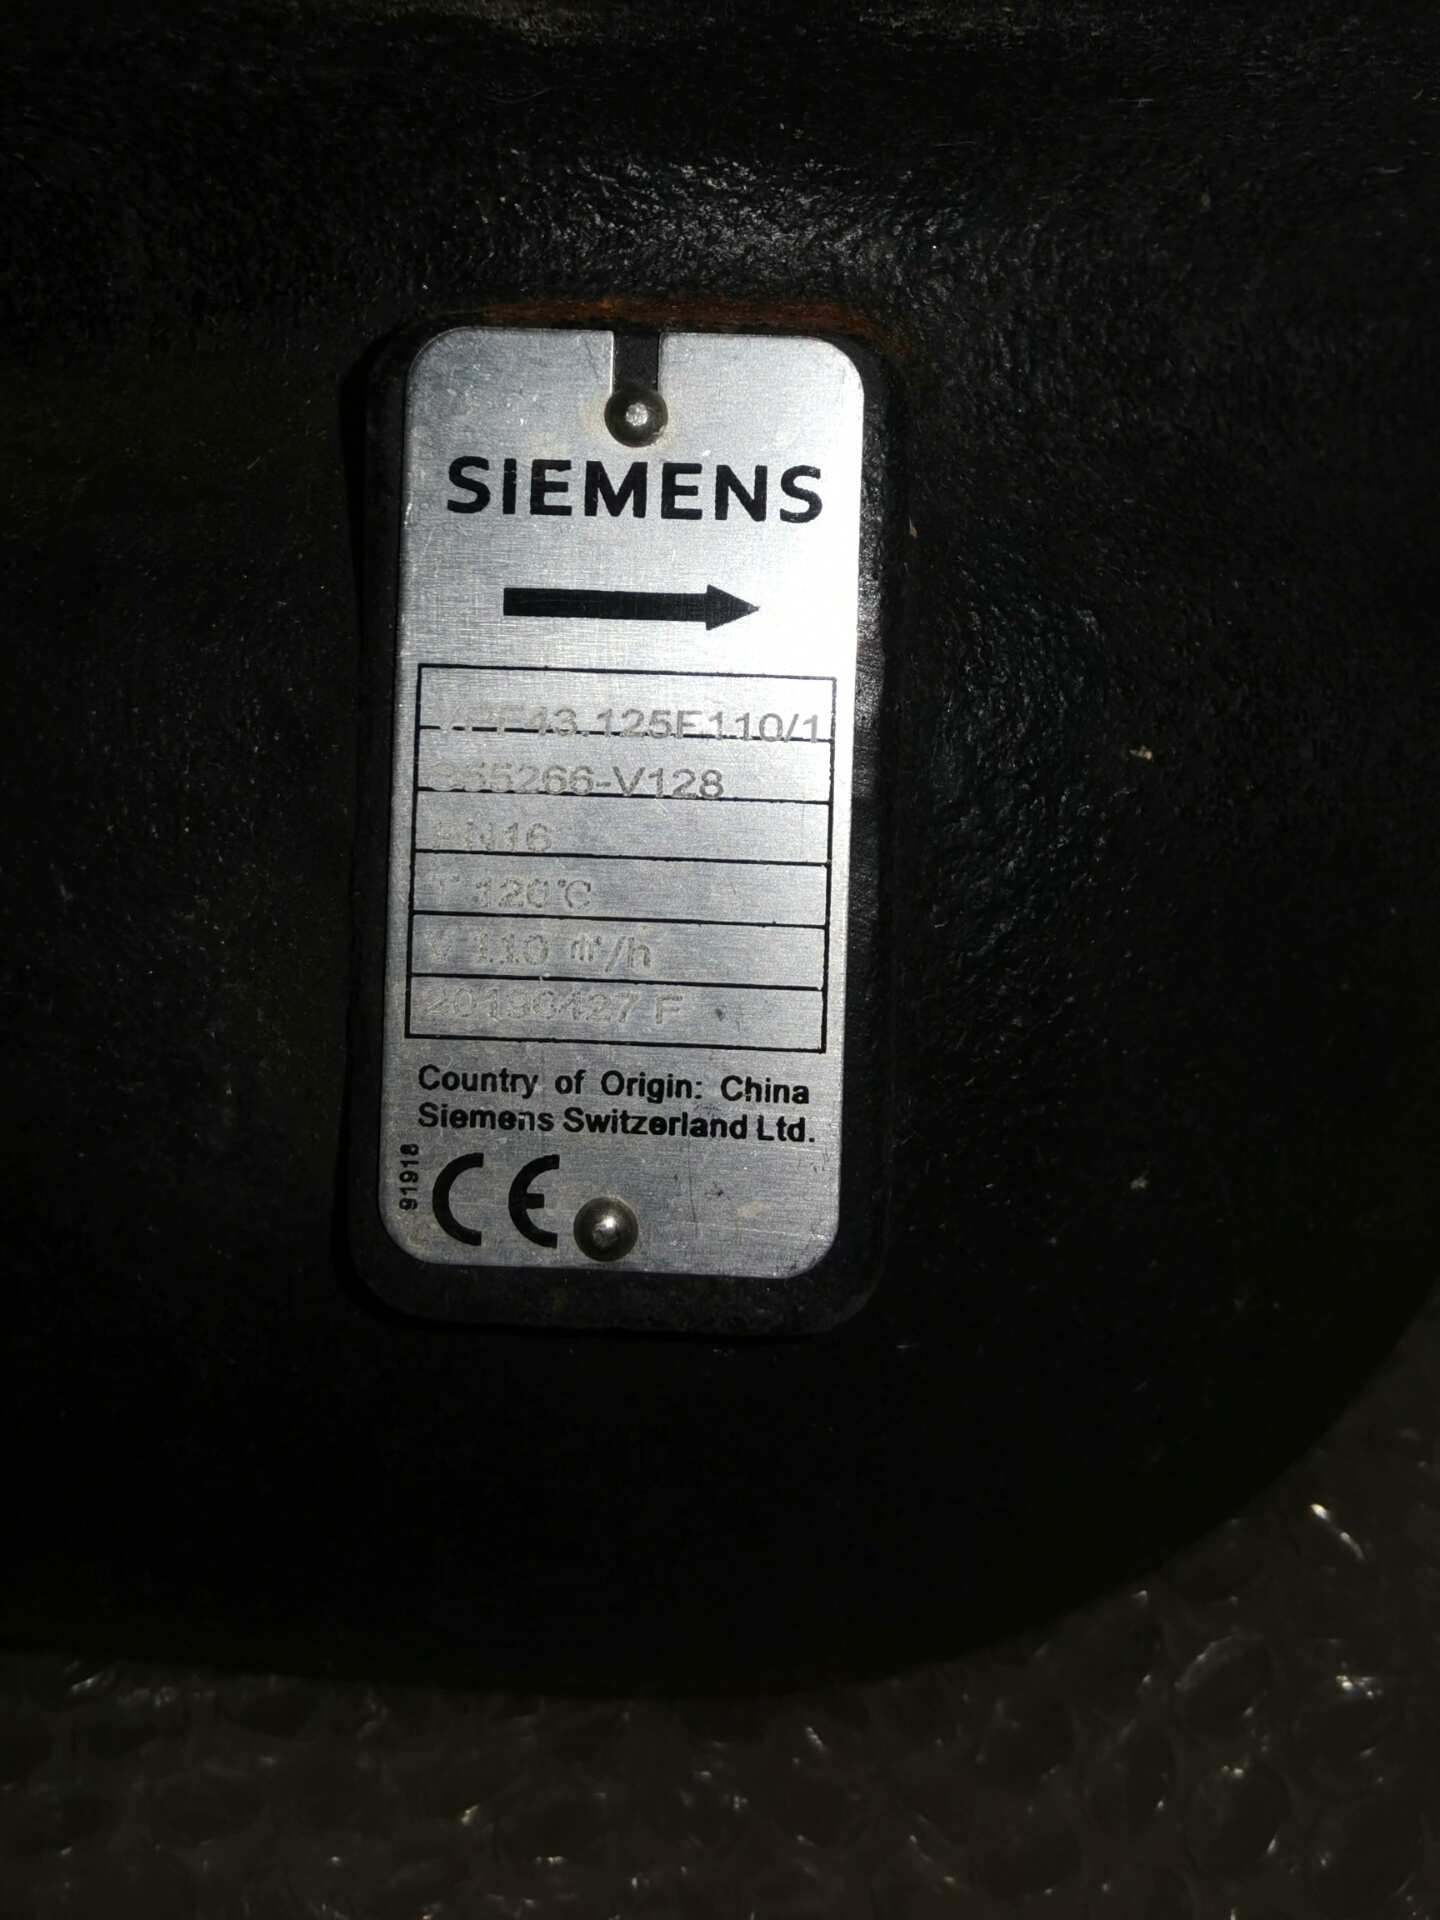 SIEMENS
VPF43.125F110/1
S55266-V128
PN16
T 120℃
V 110 ㎥/h
20190427 F
Country of Origin: China
Siemens Switzerland Ltd.
91918
CE